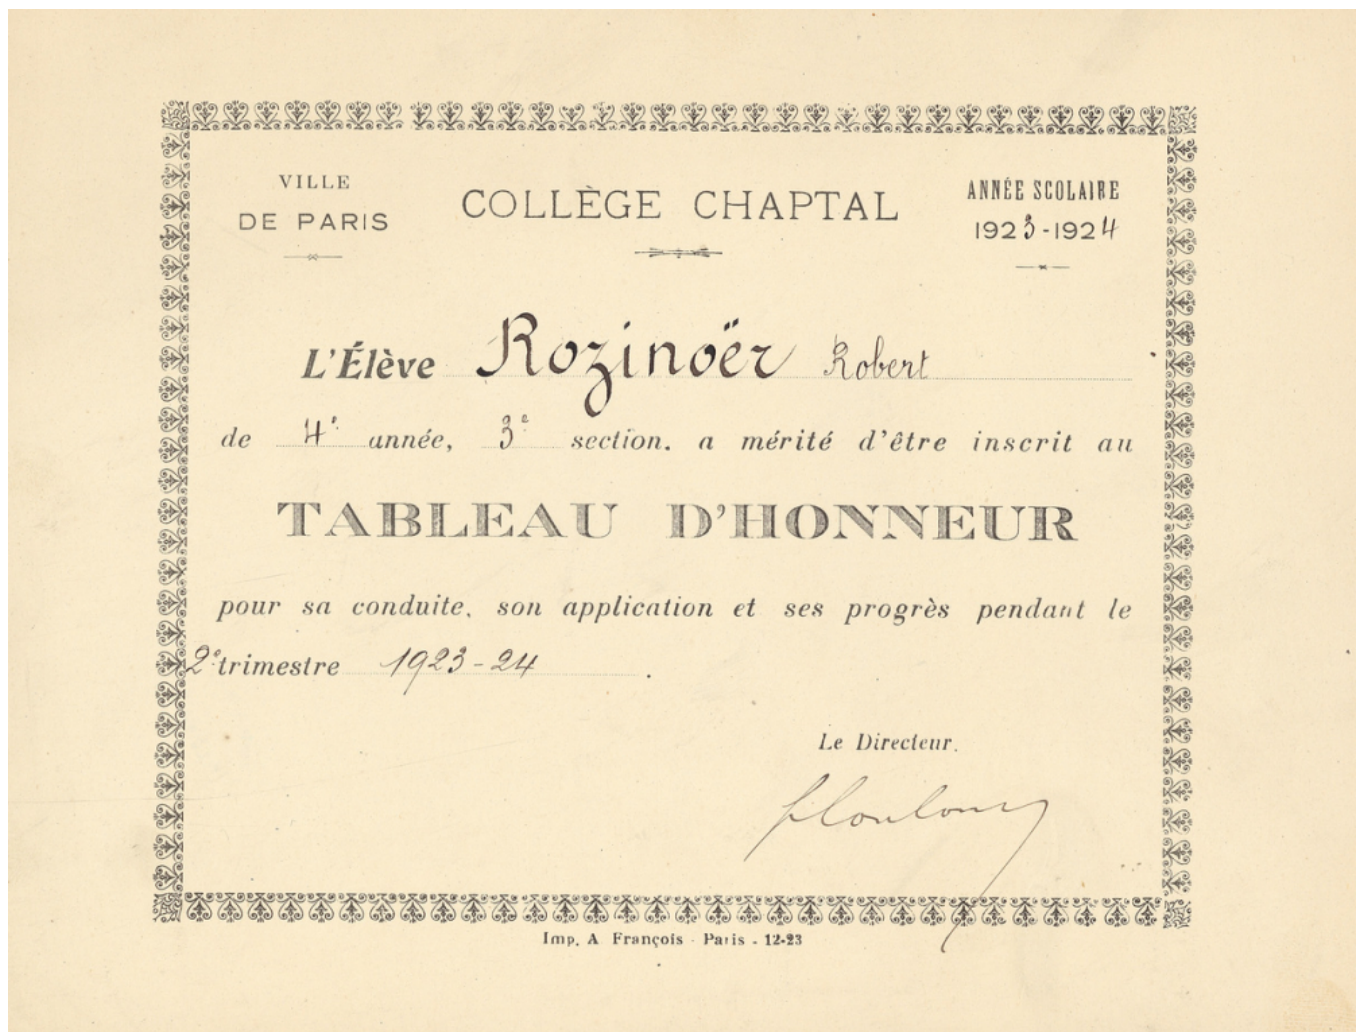 VILLE
DE PARIS
COLLÈGE CHAPTAL
ANNÉE SCOLAIRE
1923-1924
L'Élève Rozinoër Robert
de 4e année, 3e section. a mérité d'être inscrit au
TABLEAU D'HONNEUR
pour sa conduite, son application et ses progrès pendant le
2e trimestre 1923-24.
Le Directeur.
Imp. A François - Paris - 12-23